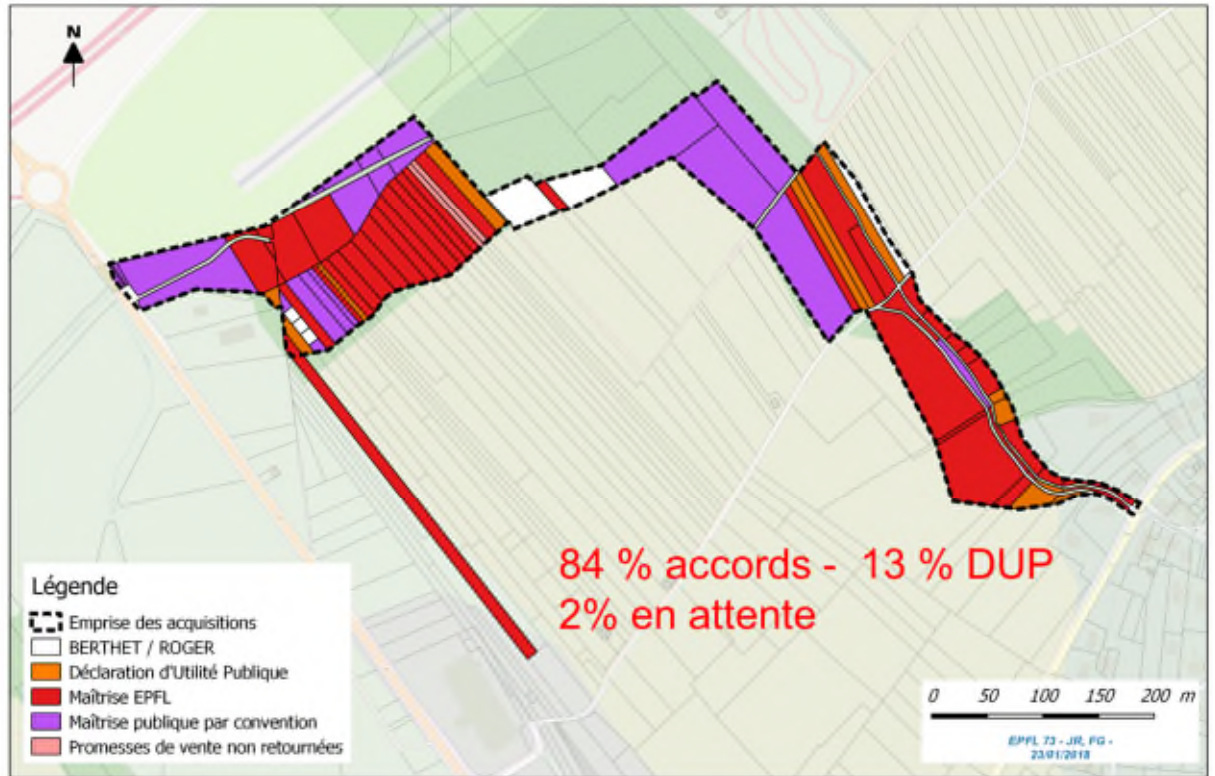 N
84 % accords - 13 % DUP
2% en attente
Légende
Emprise des acquisitions
BERTHET / ROGER
Déclaration d'Utilité Publique
Maîtrise EPFL
Maîtrise publique par convention
Promesses de vente non retournées
0 50 100 150 200 m
EPFL 73 - JR, FG -
23/01/2018